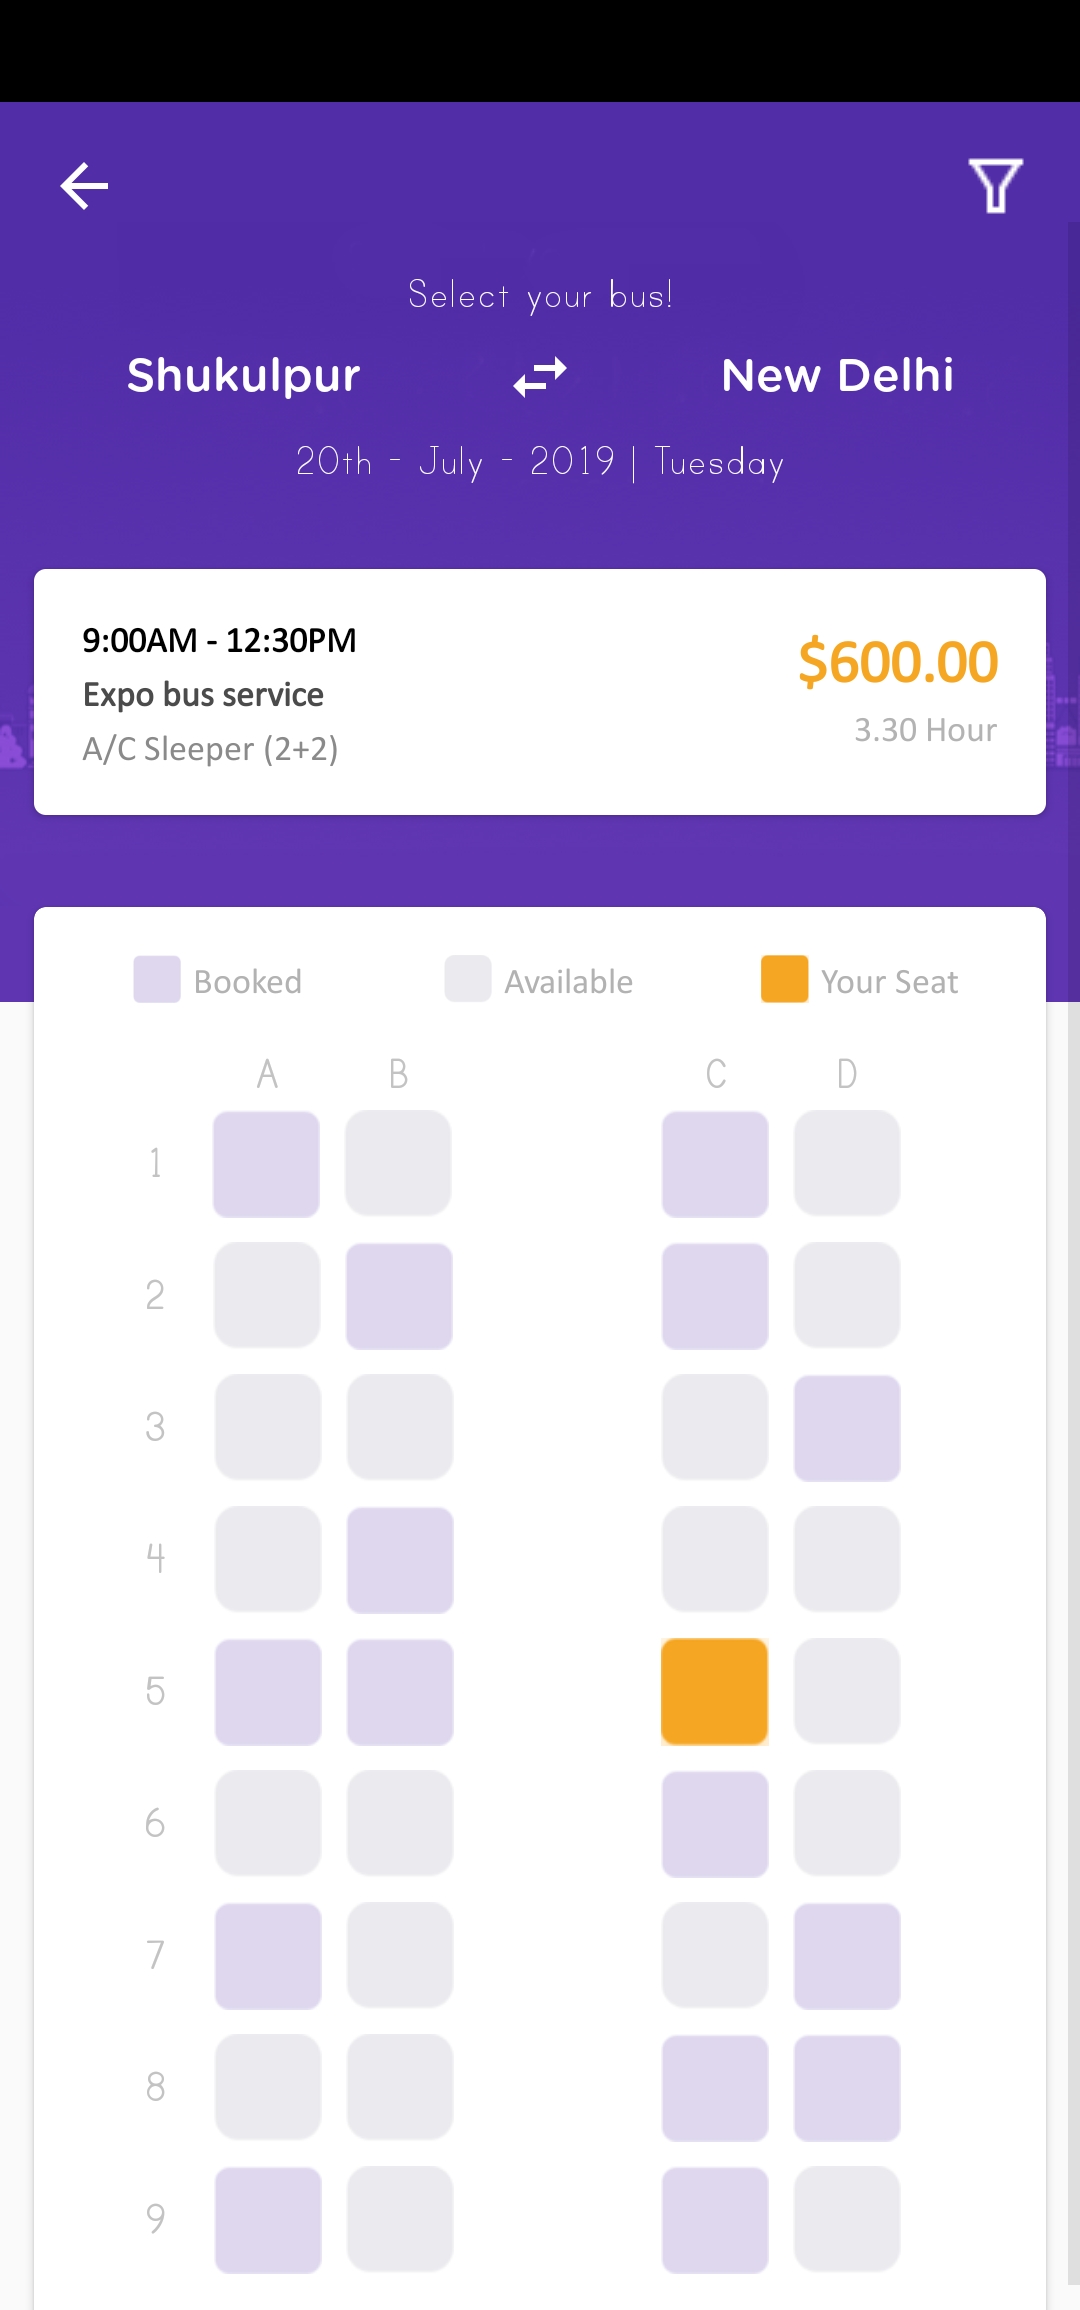 Select your bus!
Shukulpur New Delhi
20th - July - 2019 | Tuesday
9:00AM - 12:30PM
$600.00
Expo bus service
3.30 Hour
A/C Sleeper (2+2)
Booked Available Your Seat
A B C D
1
2
3
4
5
6
7
8
9